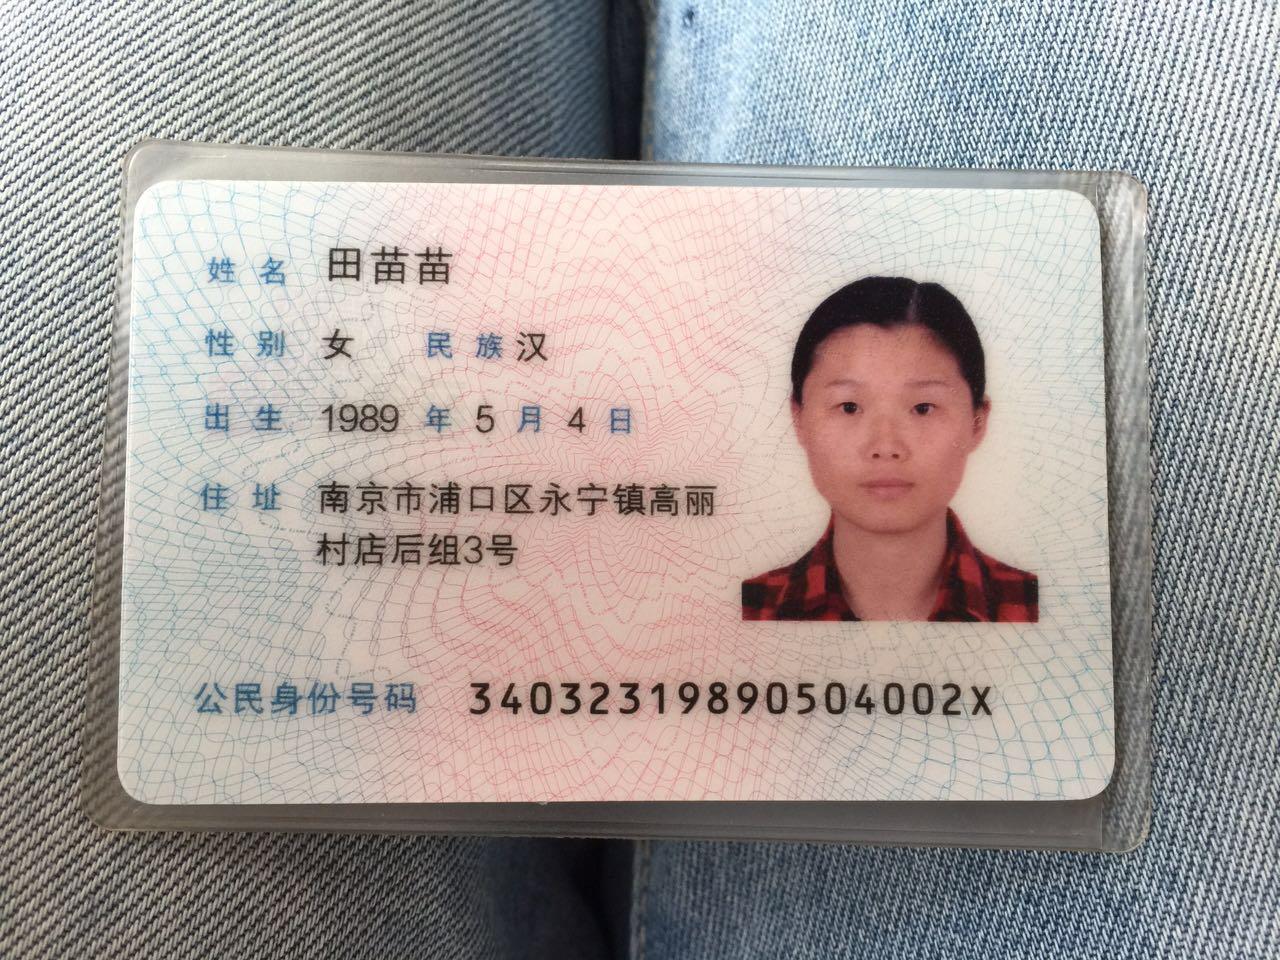 姓名 田苗苗
性别 女 民族 汉
出生 1989 年 5 月 4 日
住址 南京市浦口区永宁镇高丽
村店后组3号
公民身份号码 34032319890504002X